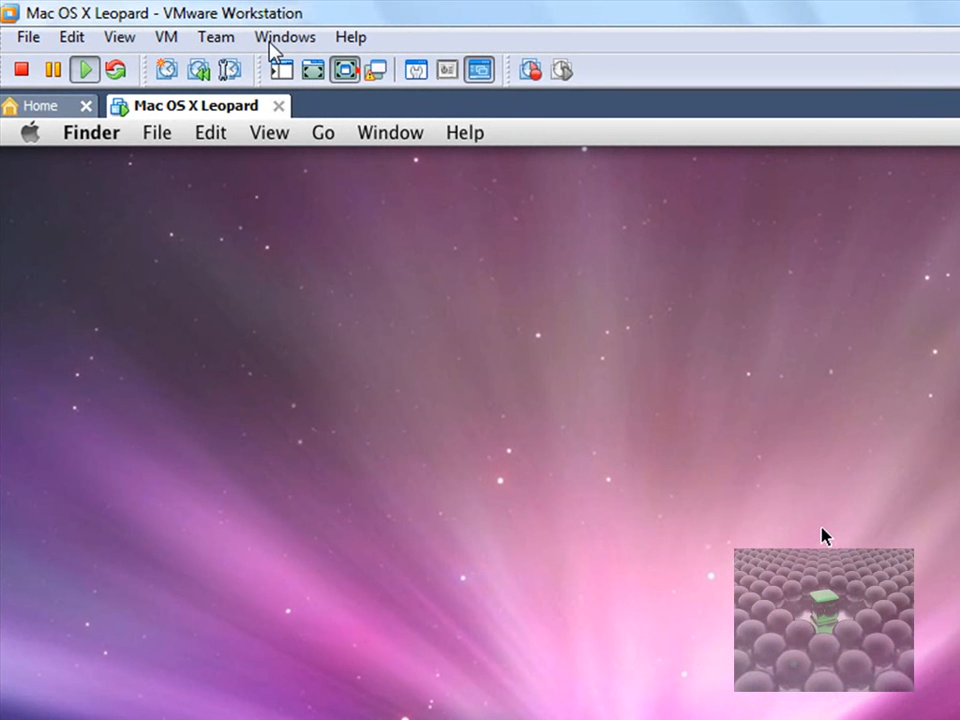 Mac OS X Leopard - VMware Workstation
File Edit View VM Team Windows Help
Home Mac OS X Leopard
Finder File Edit View Go Window Help